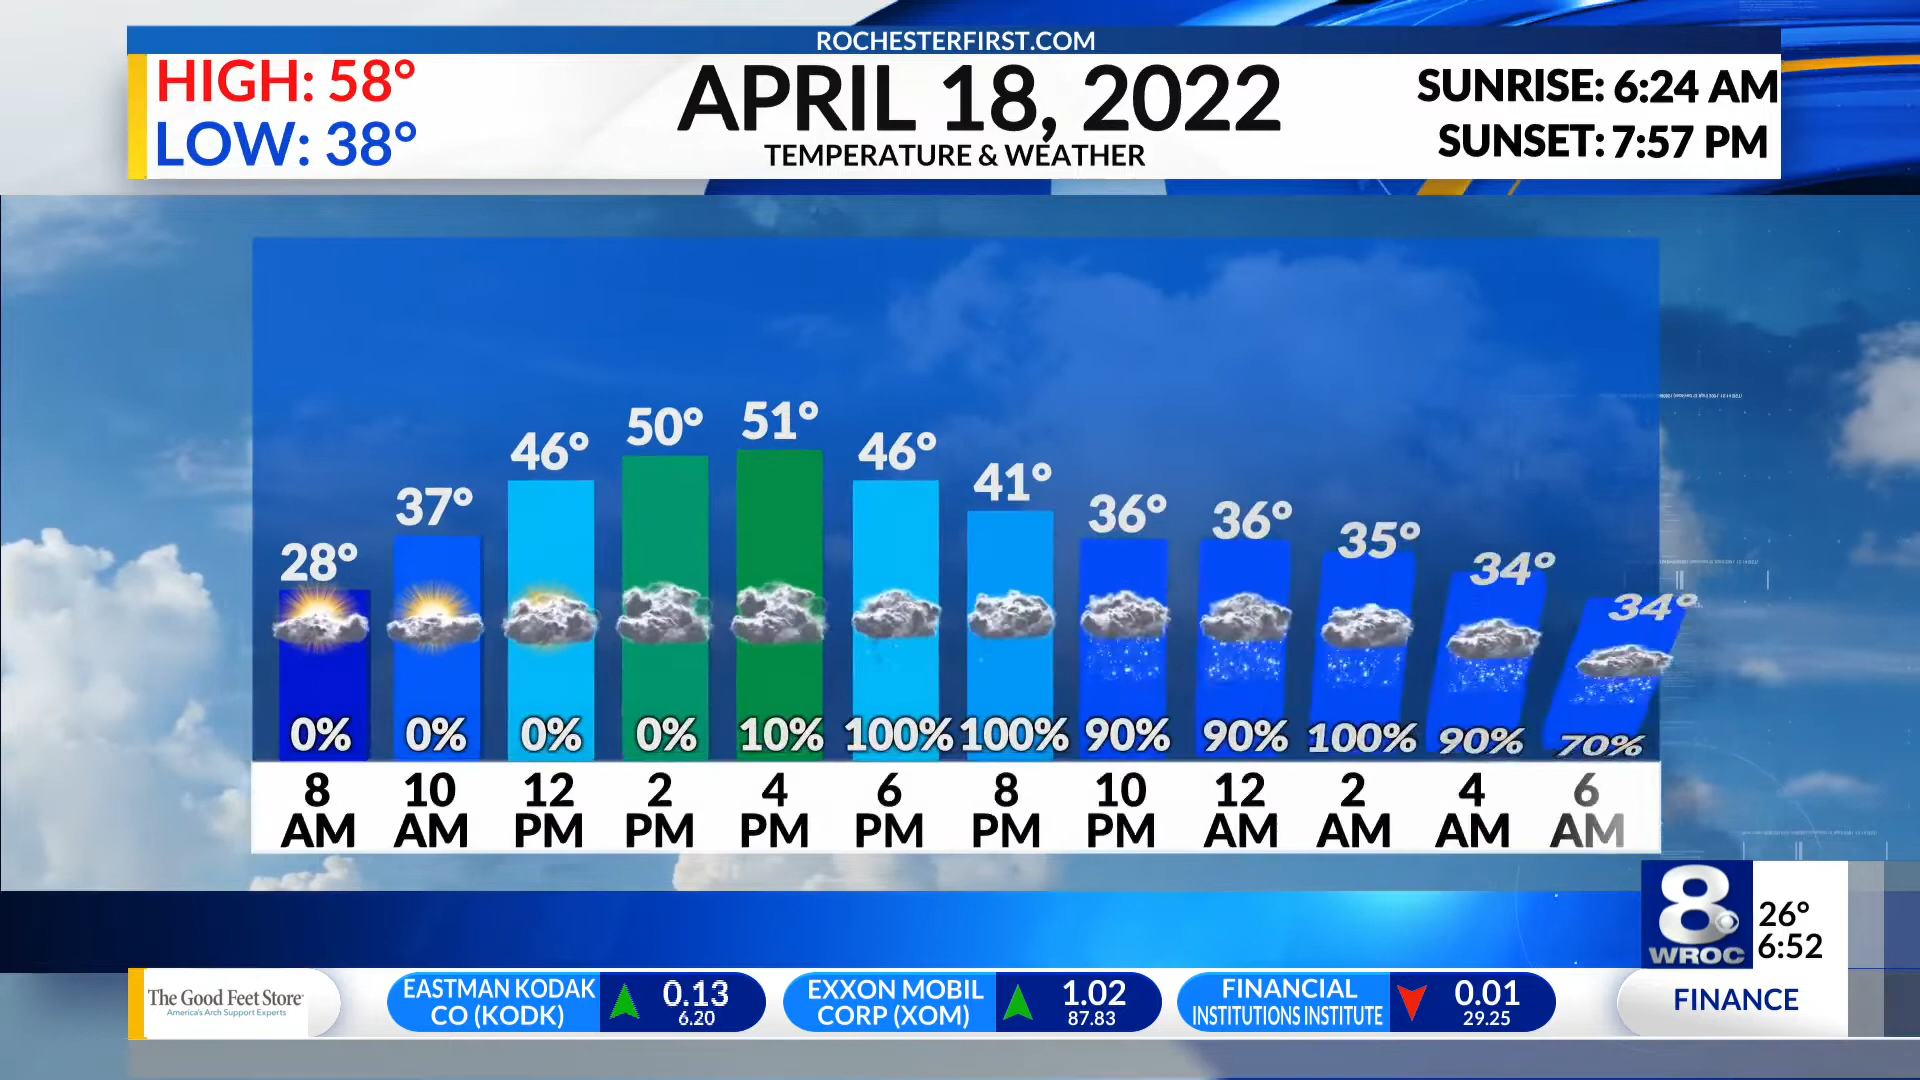 ROCHESTERFIRST.COM
HIGH: 58°
LOW: 38°
APRIL 18, 2022
TEMPERATURE & WEATHER
SUNRISE: 6:24 AM
SUNSET: 7:57 PM
28° 37° 46° 50° 51° 46° 41° 36° 36° 35° 34° 34°
0% 0% 0% 0% 10% 100% 100% 90% 90% 100% 90% 70%
8 10 12 2 4 6 8 10 12 2 4 6
AM AM PM PM PM PM PM PM AM AM AM AM
8
WROC
26°
6:52
The Good Feet Store
America's Arch Support Experts
EASTMAN KODAK
CO (KODK)
0.13
6.20
EXXON MOBIL
CORP (XOM)
1.02
87.83
FINANCIAL
INSTITUTIONS INSTITUTE
0.01
29.25
FINANCE